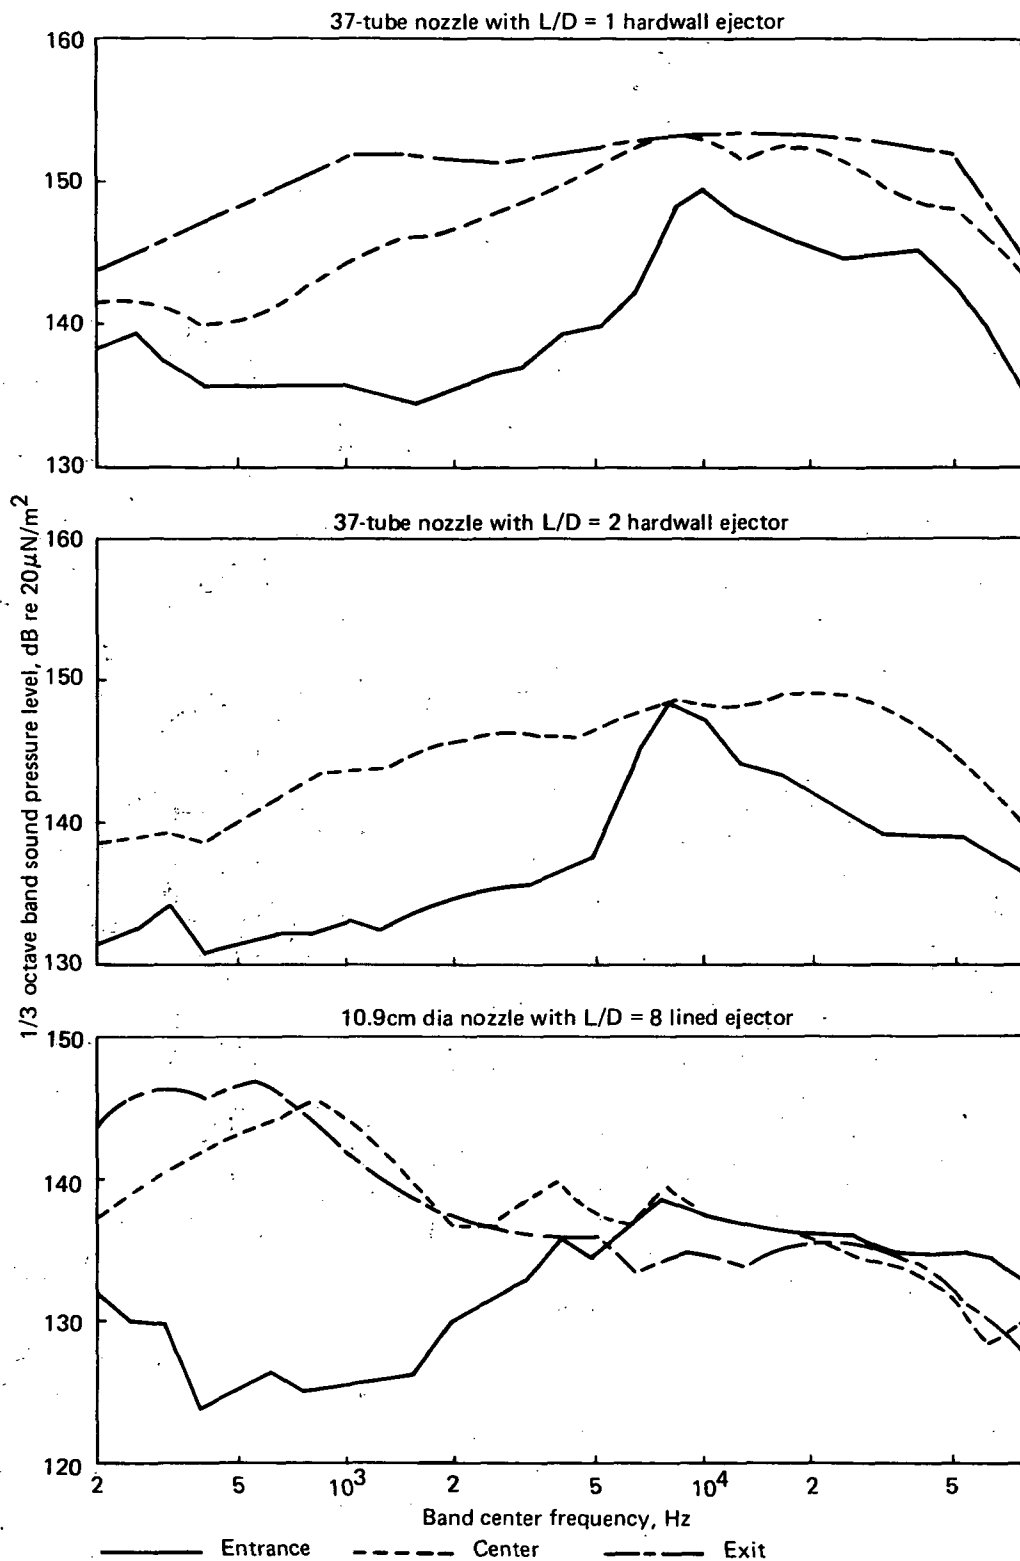 37-tube nozzle with L/D = 1 hardwall ejector
160
150
140
130
37-tube nozzle with L/D = 2 hardwall ejector
160
150
140
130
1/3 octave band sound pressure level, dB re 20μN/m²
10.9cm dia nozzle with L/D = 8 lined ejector
150
140
130
120
2 5 10³ 2 5 10⁴ 2 5
Band center frequency, Hz
Entrance Center Exit